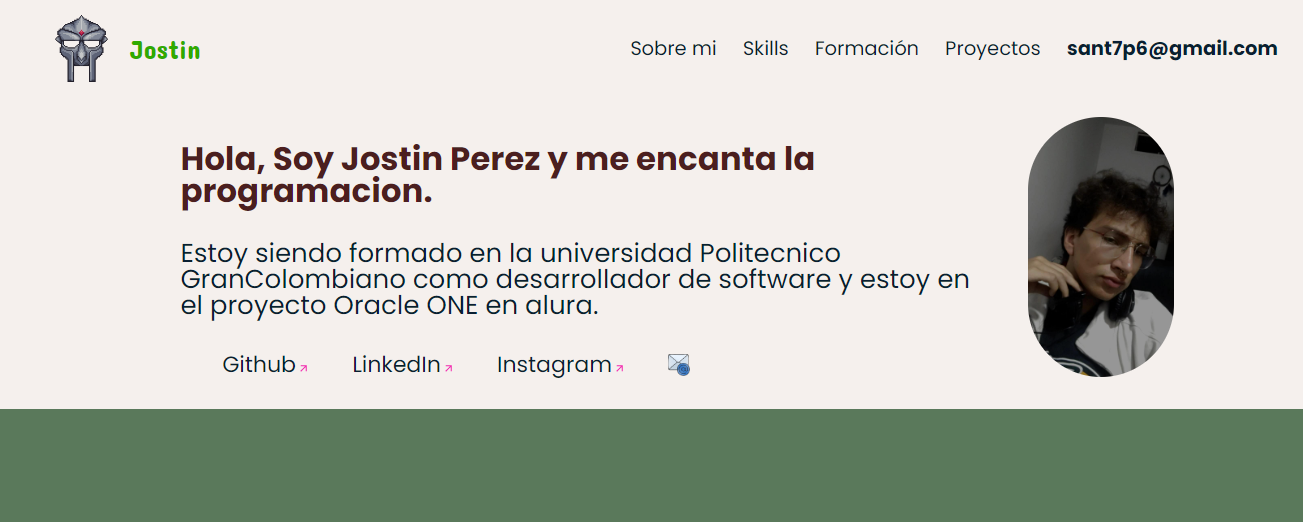 Jostin
Sobre mi Skills Formación Proyectos sant7p6@gmail.com
Hola, Soy Jostin Perez y me encanta la
programacion.
Estoy siendo formado en la universidad Politecnico
GranColombiano como desarrollador de software y estoy en
el proyecto Oracle ONE en alura.
Github LinkedIn Instagram